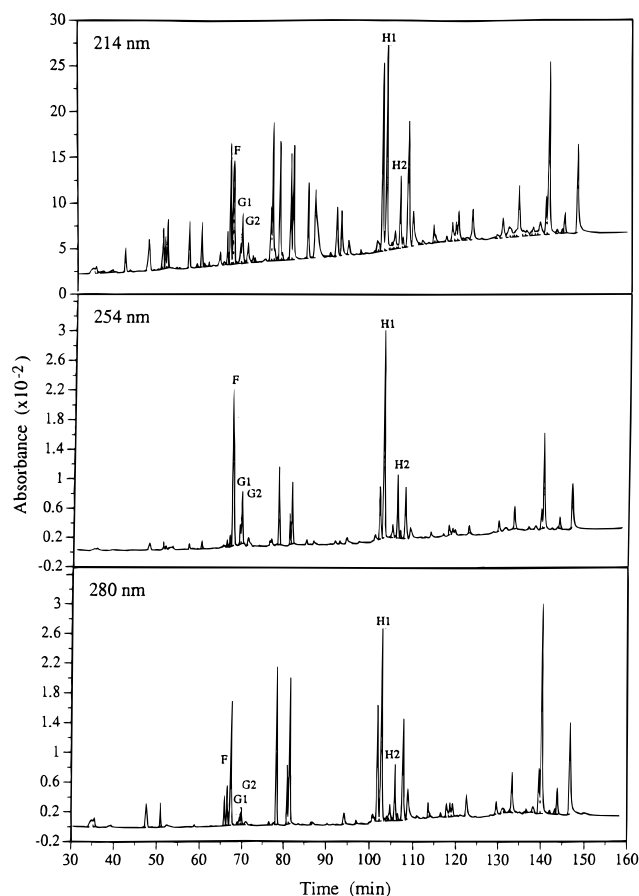 30
214 nm
H1
25
20
F
15
H2
G1
10
G2
5
0
254 nm
H1
3
2.6
F
2.2
1.8
1.4
H2
1
G1
G2
0.6
0.2
-0.2
280 nm
3
H1
2.6
2.2
1.8
1.4
1
F
H2
G2
0.6
G1
0.2
-0.2
Absorbance (x10-2)
30 40 50 60 70 80 90 100 110 120 130 140 150 160
Time (min)